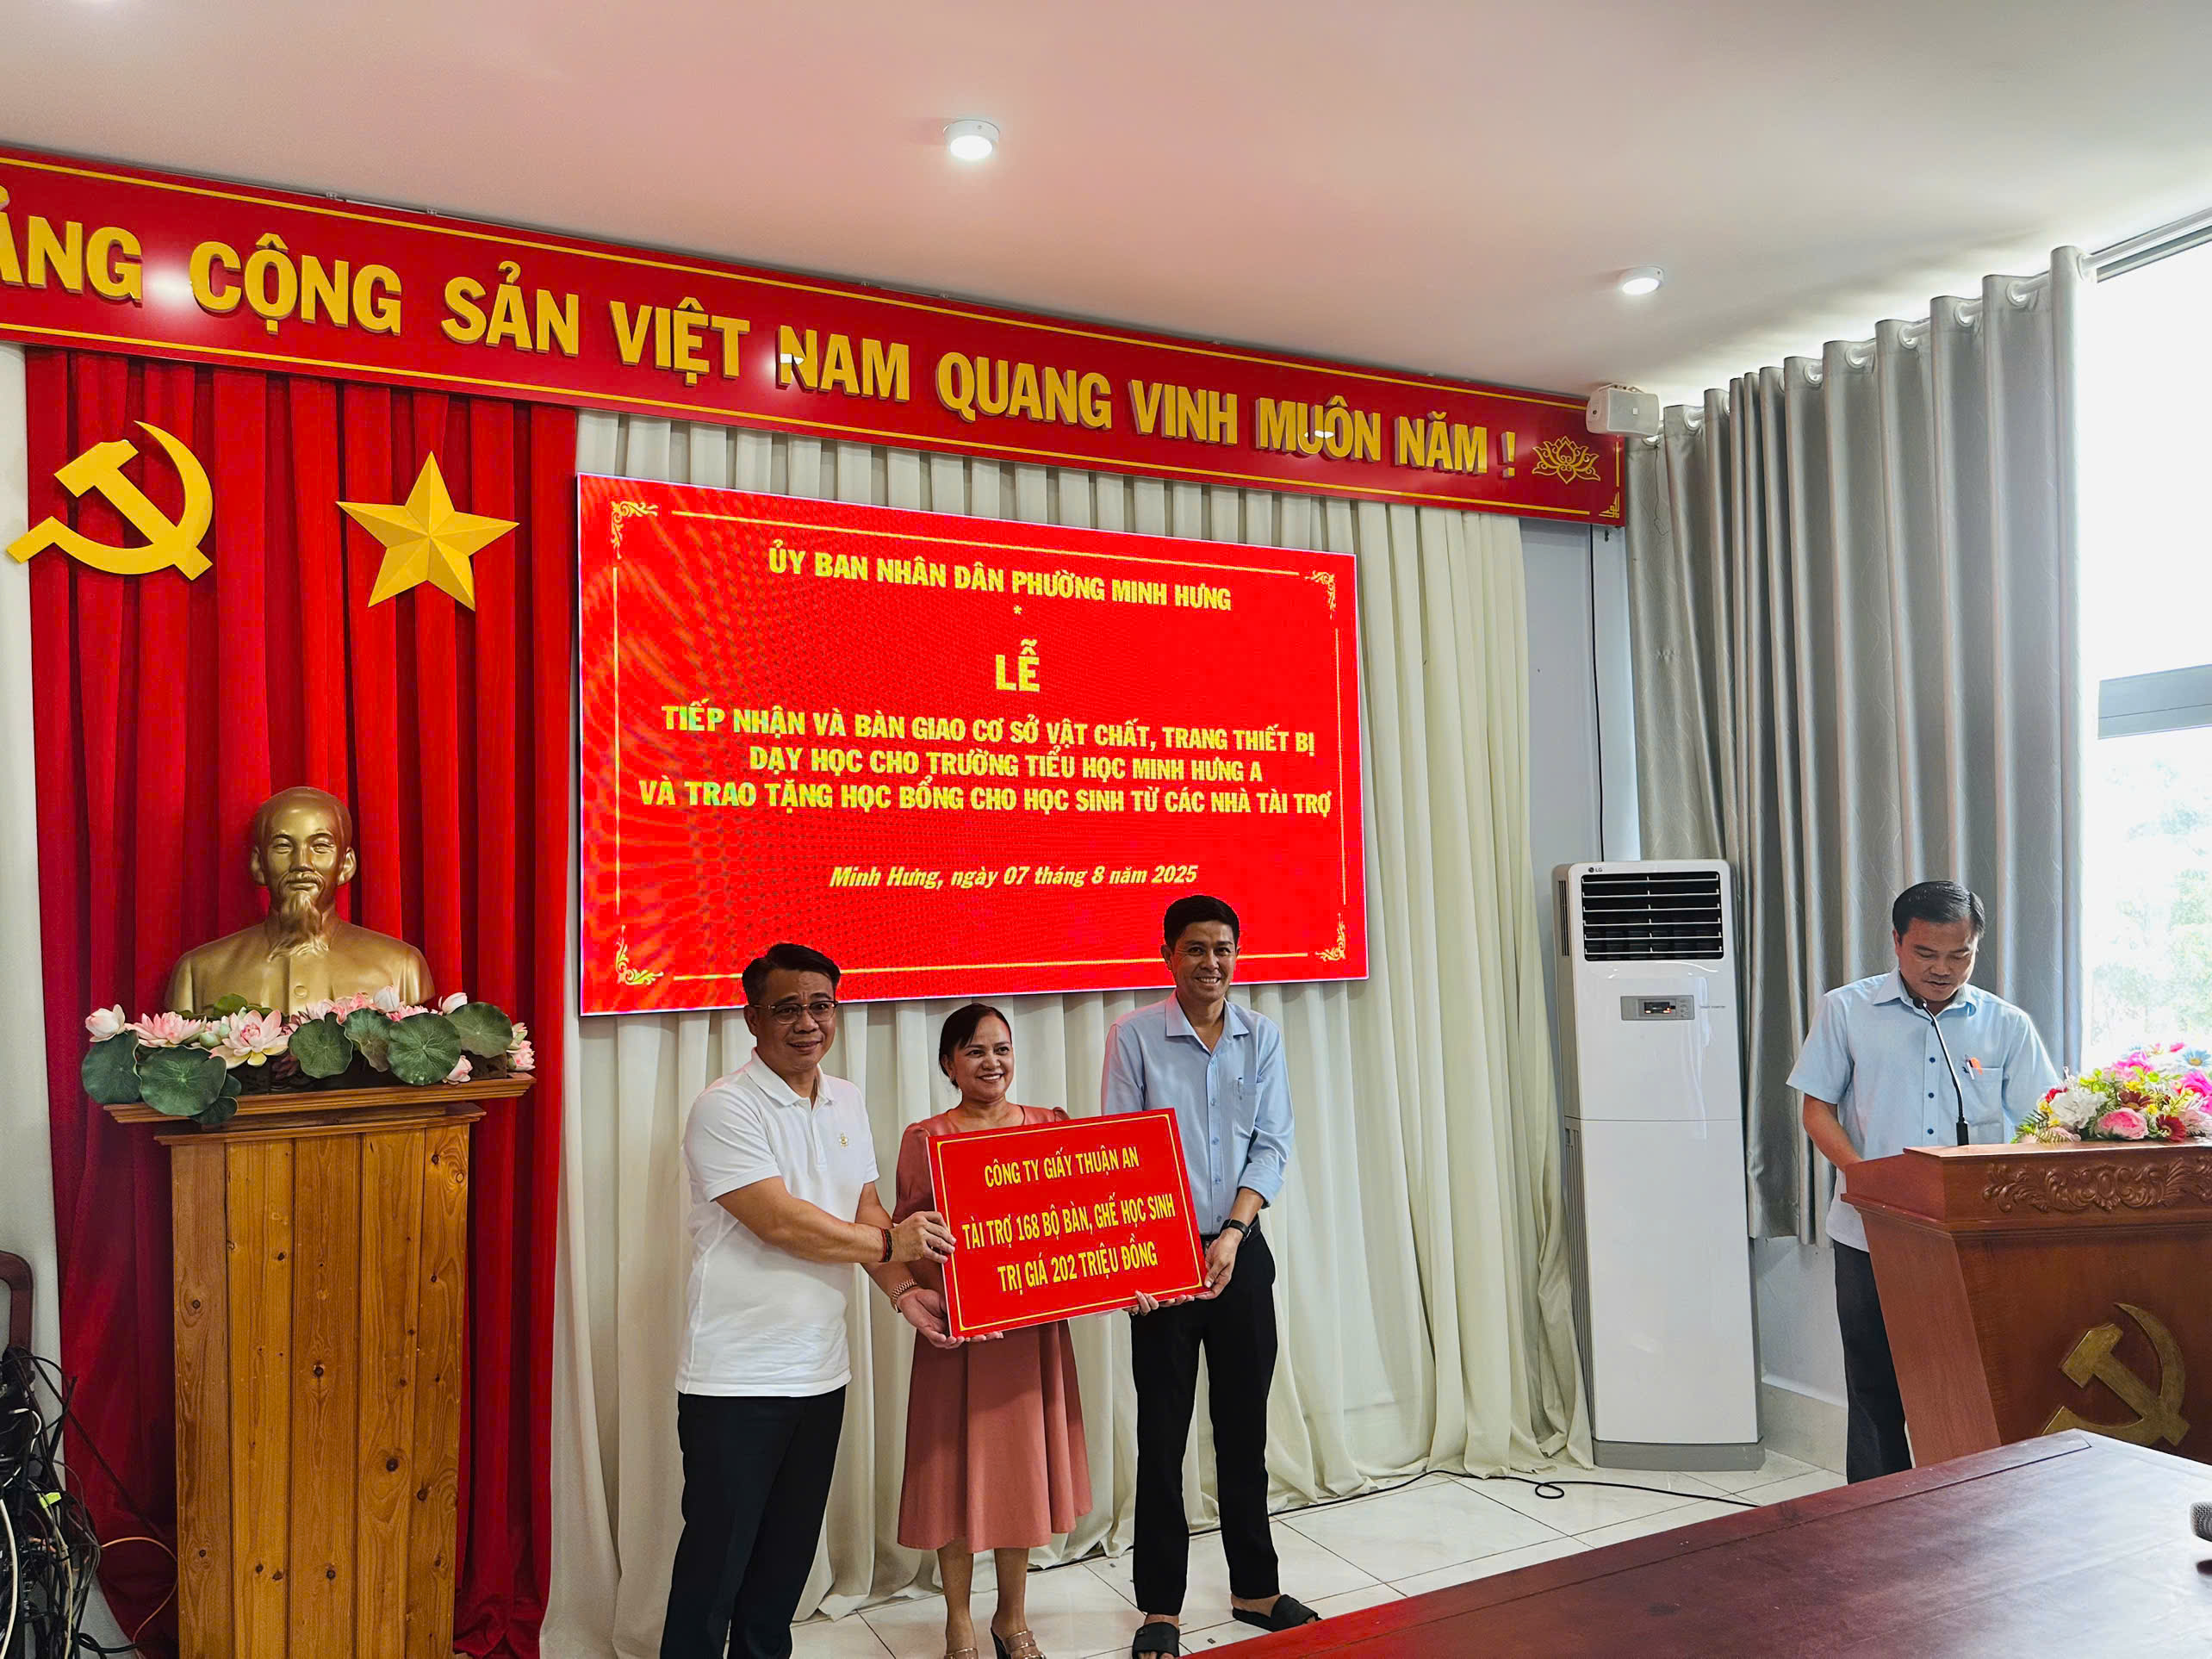 ẢNG CỘNG SẢN VIỆT NAM QUANG VINH MUÔN NĂM !
ỦY BAN NHÂN DÂN PHƯỜNG MINH HƯNG
*
LỄ
TIẾP NHẬN VÀ BÀN GIAO CƠ SỞ VẬT CHẤT, TRANG THIẾT BỊ
DẠY HỌC CHO TRƯỜNG TIỂU HỌC MINH HƯNG A
VÀ TRAO TẶNG HỌC BỔNG CHO HỌC SINH TỪ CÁC NHÀ TÀI TRỢ
Minh Hưng, ngày 07 tháng 8 năm 2025
LG
CÔNG TY GIẤY THUẬN AN
TÀI TRỢ 168 BỘ BÀN, GHẾ HỌC SINH
TRỊ GIÁ 202 TRIỆU ĐỒNG